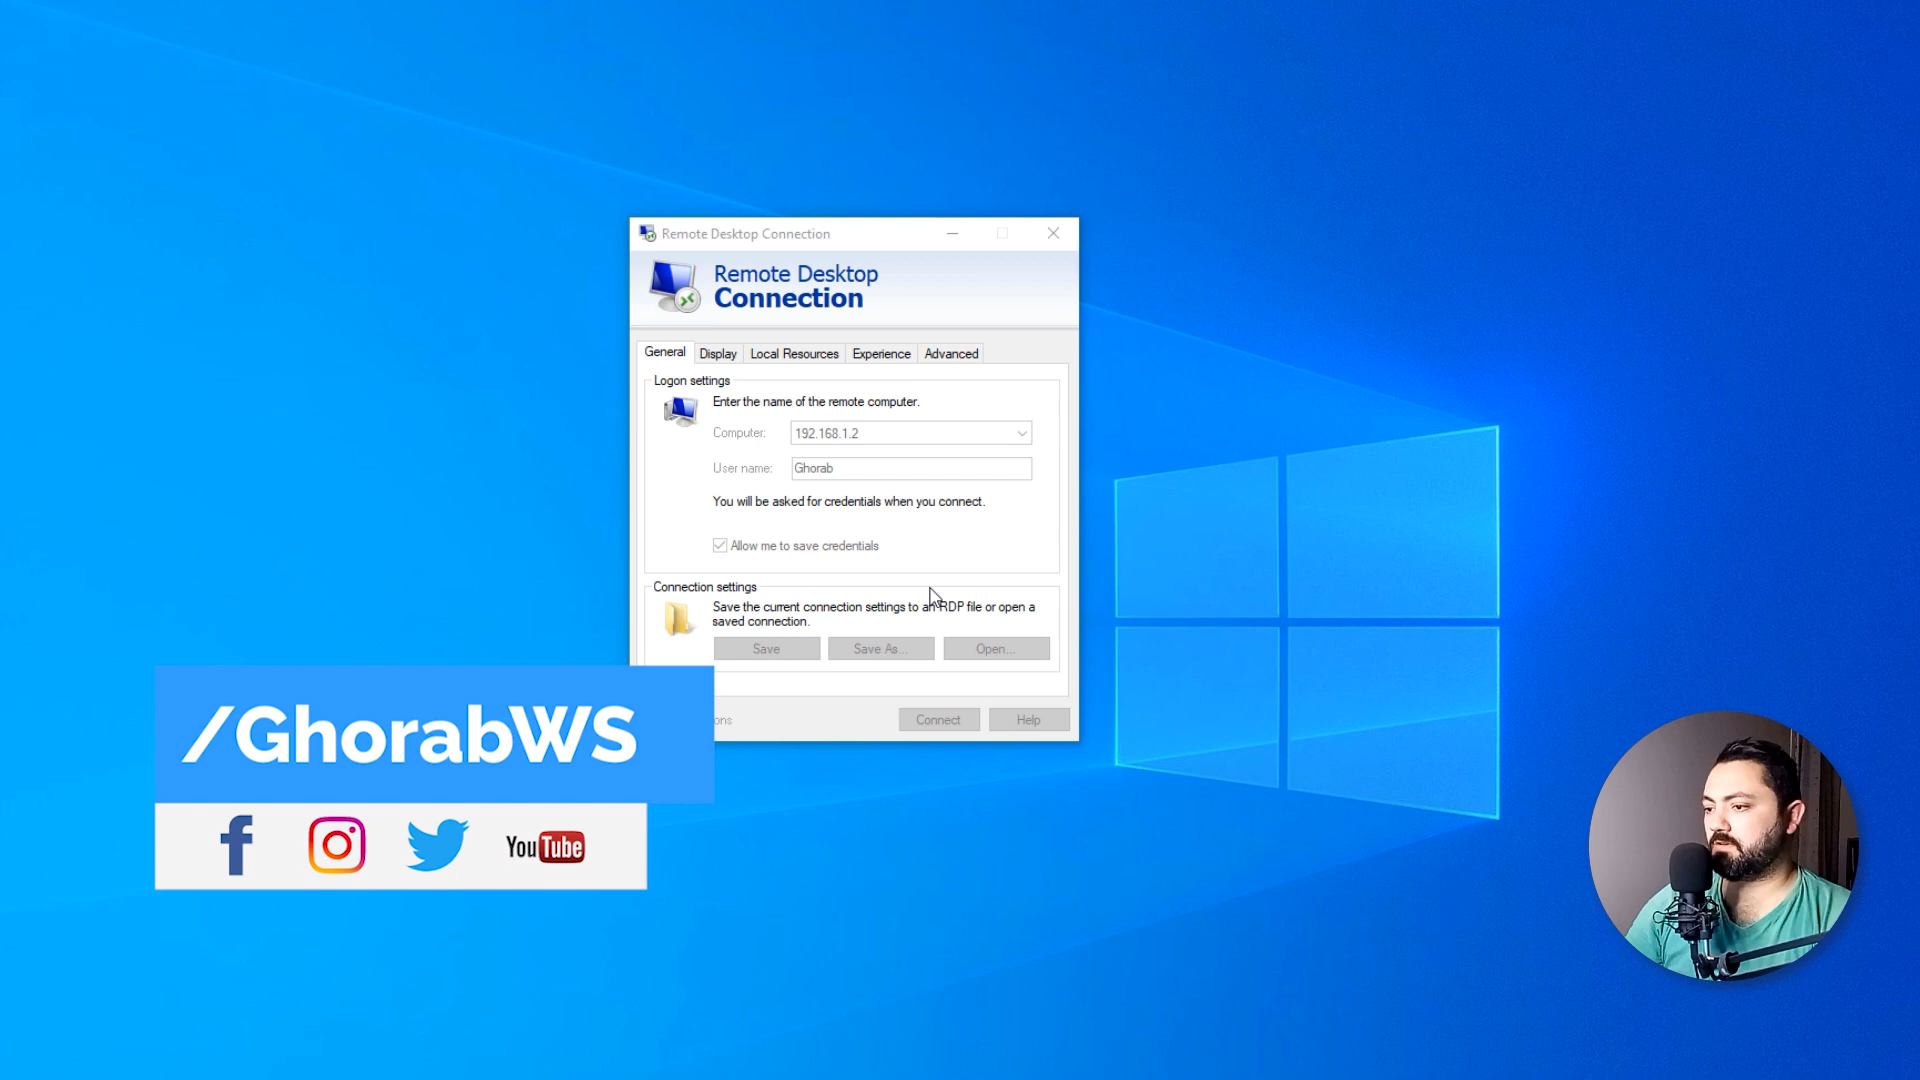 Remote Desktop Connection
Remote Desktop
Connection
General Display Local Resources Experience Advanced
Logon settings
Enter the name of the remote computer.
Computer: 192.168.1.2
User name: Ghorab
You will be asked for credentials when you connect.
Allow me to save credentials
Connection settings
Save the current connection settings to an RDP file or open a
saved connection.
Save Save As... Open...
ons Connect Help
/GhorabWS
f
YouTube